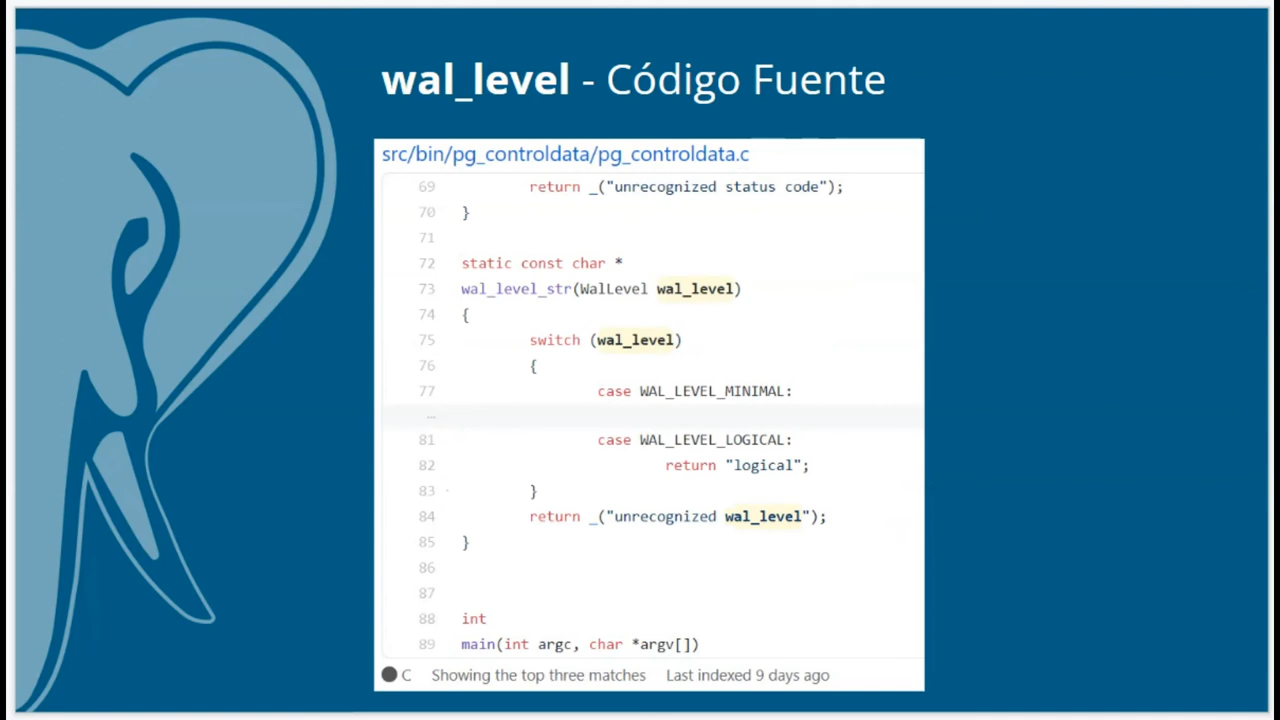 wal_level - Código Fuente
src/bin/pg_controldata/pg_controldata.c
69 return _("unrecognized status code");
70 }
71
72 static const char *
73 wal_level_str(WalLevel wal_level)
74 {
75 switch (wal_level)
76 {
77 case WAL_LEVEL_MINIMAL:
…
81 case WAL_LEVEL_LOGICAL:
82 return "logical";
83 }
84 return _("unrecognized wal_level");
85 }
86
87
88 int
89 main(int argc, char *argv[])
C Showing the top three matches Last indexed 9 days ago